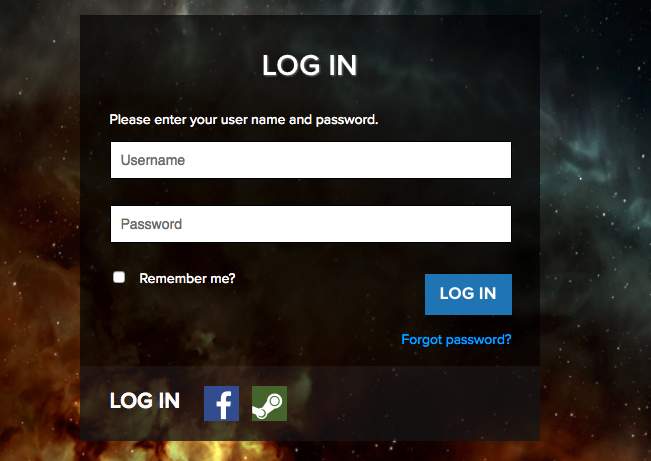 LOG IN
Please enter your user name and password.
Username
Password
Remember me?
LOG IN
Forgot password?
LOG IN f